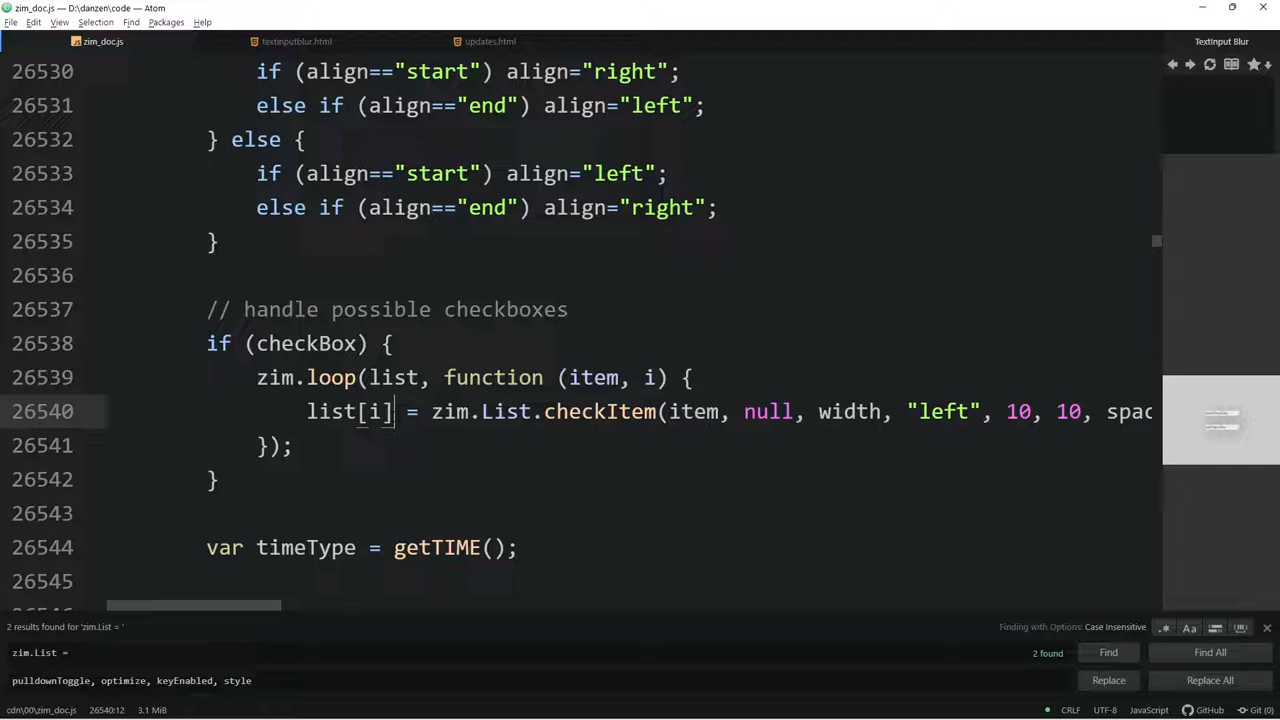 zim_doc.js — D:\danzen\code — Atom
File Edit View Selection Find Packages Help
zim_doc.js textinputblur.html updates.html TextInput Blur
26530 if (align=="start") align="right";
26531 else if (align=="end") align="left";
26532 } else {
26533 if (align=="start") align="left";
26534 else if (align=="end") align="right";
26535 }
26536
26537 // handle possible checkboxes
26538 if (checkBox) {
26539 zim.loop(list, function (item, i) {
26540 list[i] = zim.List.checkItem(item, null, width, "left", 10, 10, spac
26541 });
26542 }
26543
26544 var timeType = getTIME();
26545
2 results found for 'zim.List = ' Finding with Options: Case Insensitive .* Aa
zim.List = 2 found Find Find All
pulldownToggle, optimize, keyEnabled, style Replace Replace All
cdn\00\zim_doc.js 26540:12 3.1 MiB CRLF UTF-8 JavaScript GitHub Git (0)